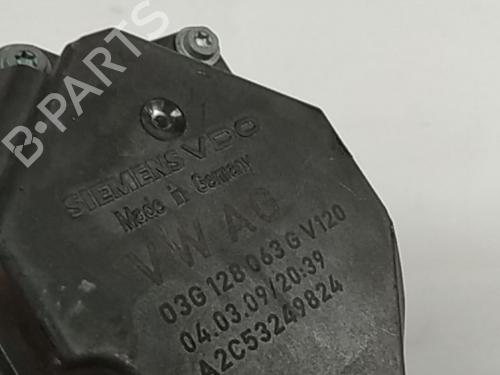 B-PARTS
SIEMENS VDO
Made in Germany
VW AG
03G 128 063 G V120
04.03.09/20:39
A2C53249824